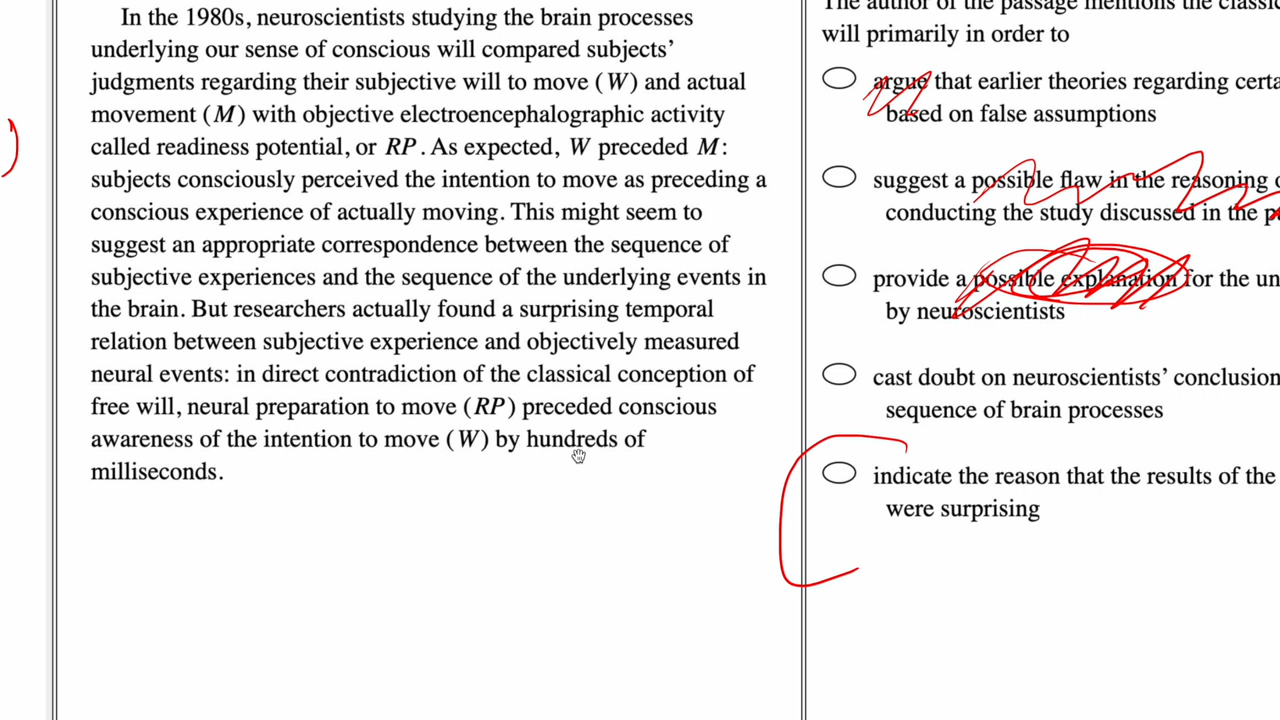 In the 1980s, neuroscientists studying the brain processes
underlying our sense of conscious will compared subjects’
judgments regarding their subjective will to move (W) and actual
movement (M) with objective electroencephalographic activity
called readiness potential, or RP. As expected, W preceded M:
subjects consciously perceived the intention to move as preceding a
conscious experience of actually moving. This might seem to
suggest an appropriate correspondence between the sequence of
subjective experiences and the sequence of the underlying events in
the brain. But researchers actually found a surprising temporal
relation between subjective experience and objectively measured
neural events: in direct contradiction of the classical conception of
free will, neural preparation to move (RP) preceded conscious
awareness of the intention to move (W) by hundreds of
milliseconds.
The author of the passage mentions the classic
will primarily in order to
argue that earlier theories regarding certa
based on false assumptions
suggest a possible flaw in the reasoning
conducting the study discussed in the
provide a possible explanation for the un
by neuroscientists
cast doubt on neuroscientists’ conclusion
sequence of brain processes
indicate the reason that the results of the
were surprising